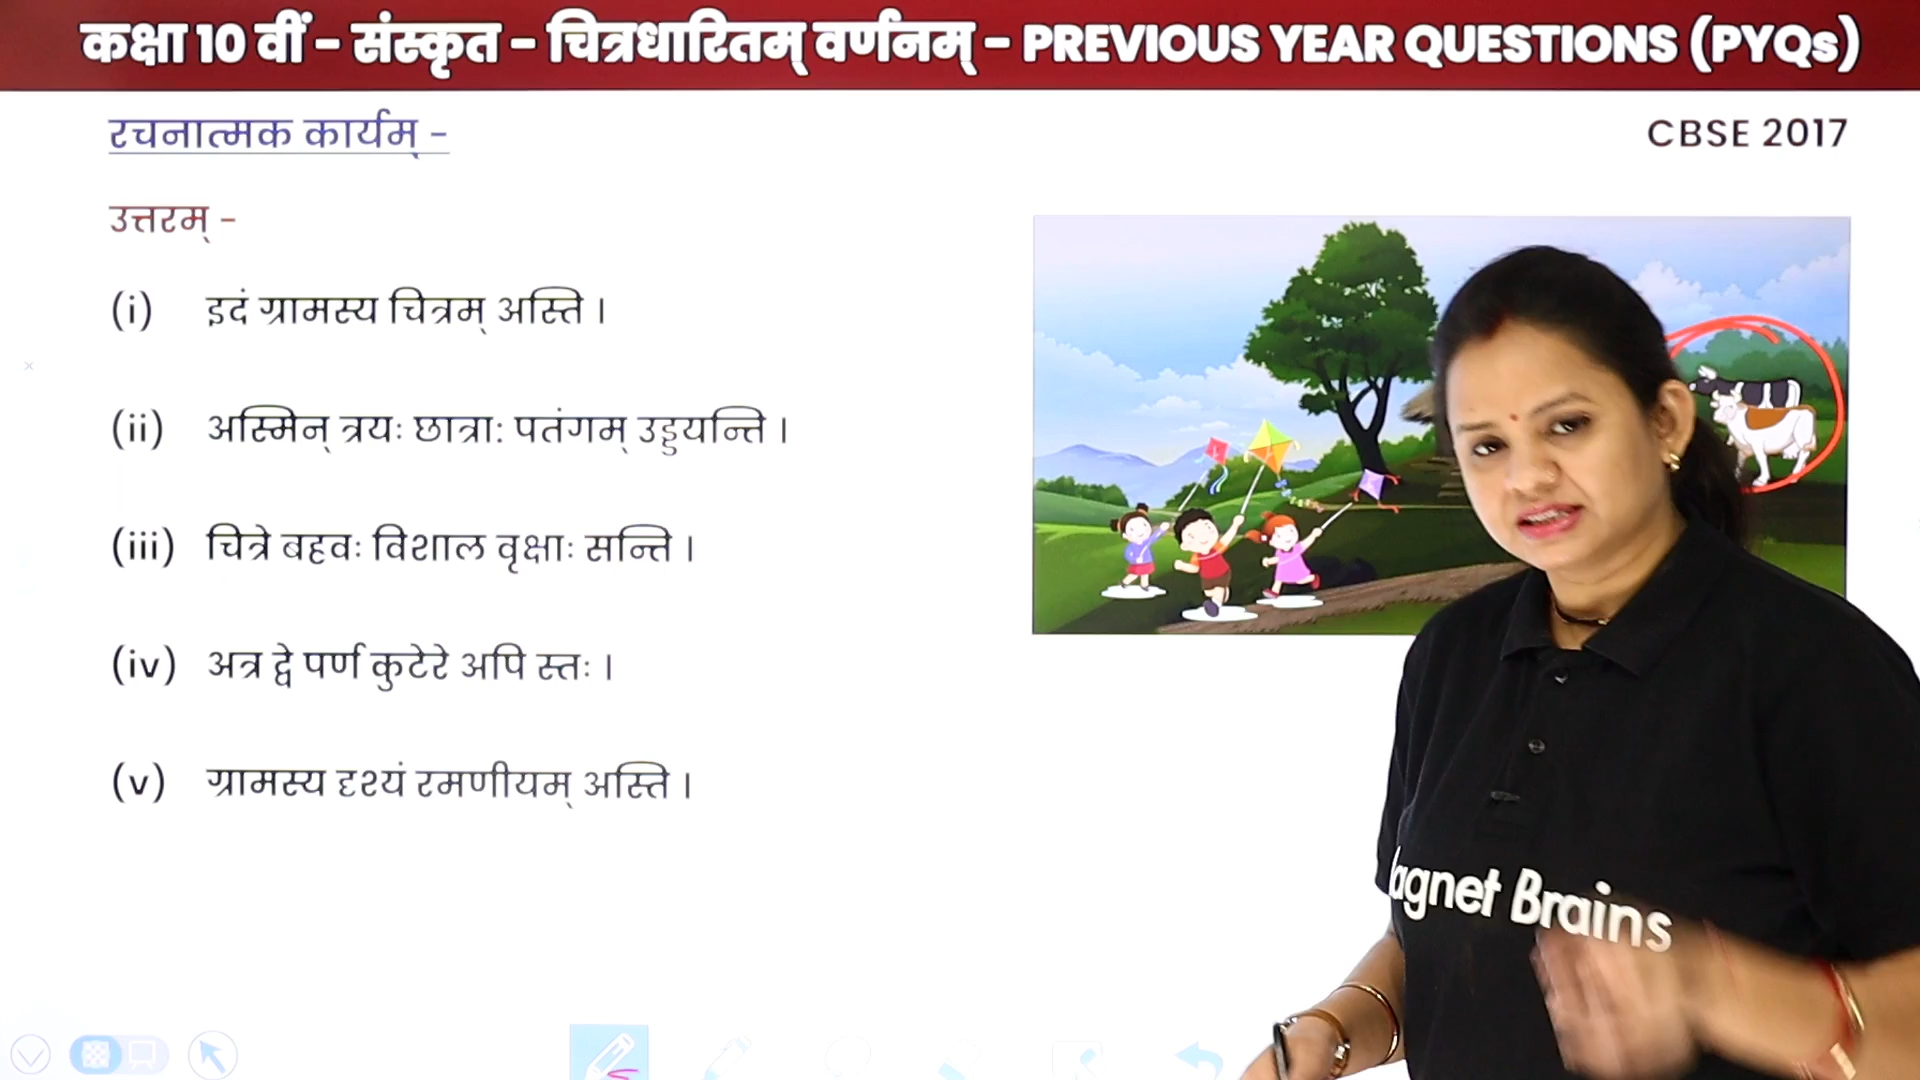 कक्षा 10 वीं - संस्कृत - चित्रधारितम् वर्णनम् - PREVIOUS YEAR QUESTIONS (PYQs)
रचनात्मक कार्यम् -
CBSE 2017
उत्तरम् -
(i) इदं ग्रामस्य चित्रम् अस्ति ।
(ii) अस्मिन् त्रयः छात्रा: पतंगम् उड्डयन्ति ।
(iii) चित्रे बहवः विशाल वृक्षाः सन्ति ।
(iv) अत्र द्वे पर्ण कुटेरे अपि स्तः ।
(v) ग्रामस्य दृश्यं रमणीयम् अस्ति ।
agnet Brains